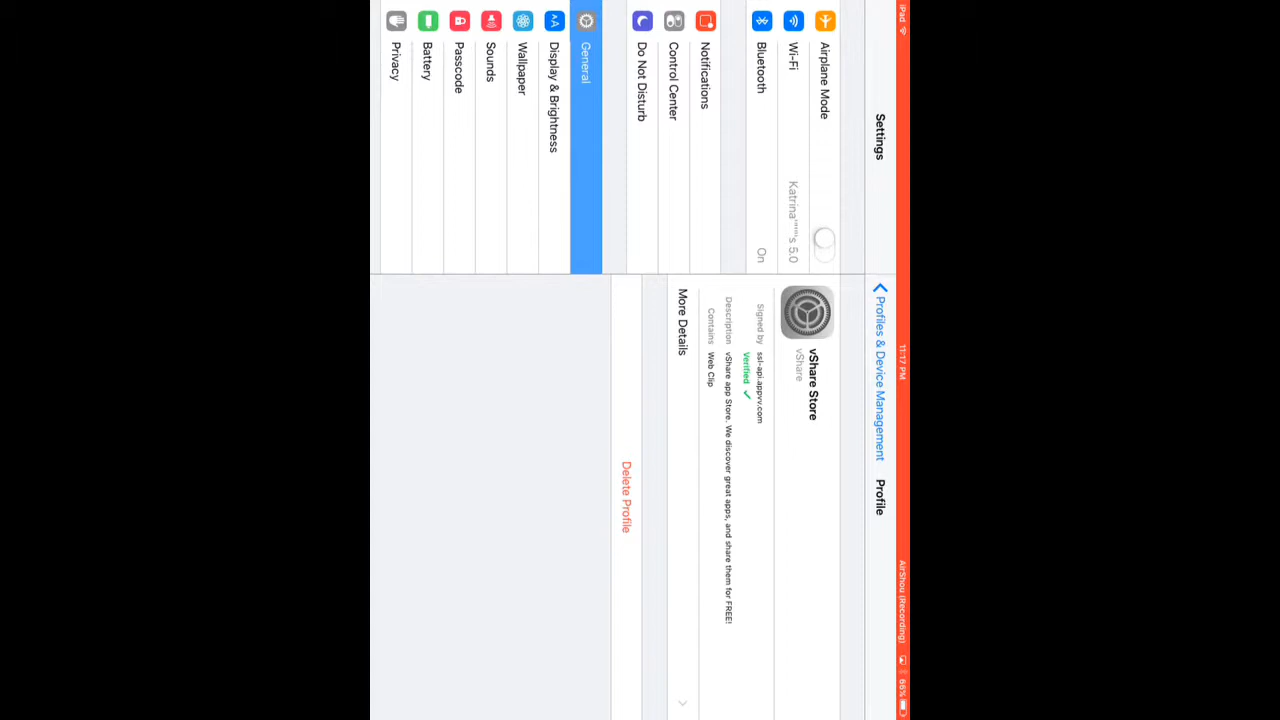 iPad
11:17 PM
AirShou (Recording)
66%
Settings
Airplane Mode
Wi-Fi
Katrina""'s 5.0
Bluetooth
On
Notifications
Control Center
Do Not Disturb
General
Display & Brightness
Wallpaper
Sounds
Passcode
Battery
Privacy
Profiles & Device Management
Profile
vShare Store
vShare
Signed by ssl-api.appvv.com
Verified ✓
Description vShare app Store. We discover great apps, and share them for FREE!
Contains Web Clip
More Details
Delete Profile